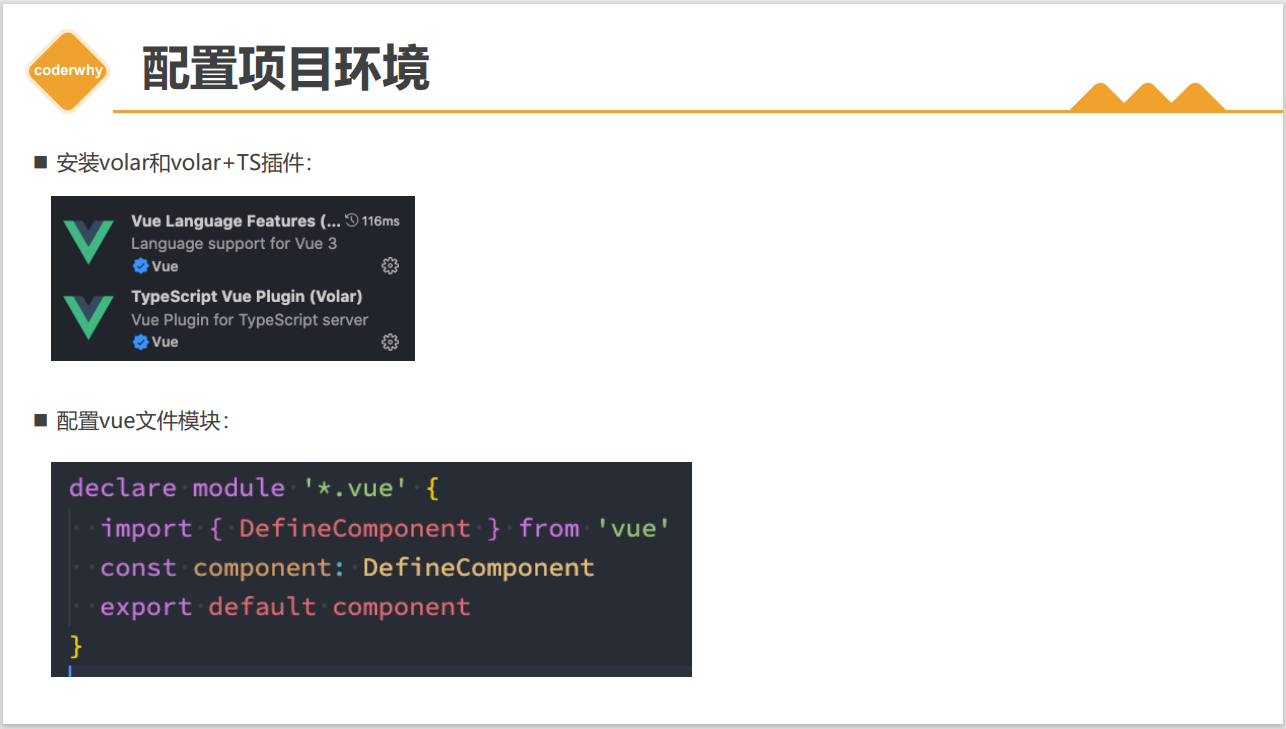 coderwhy
配置项目环境
■ 安装volar和volar+TS插件：
Vue Language Features (... 116ms
Language support for Vue 3
Vue
TypeScript Vue Plugin (Volar)
Vue Plugin for TypeScript server
Vue
■ 配置vue文件模块：
declare module '*.vue' {
  import { DefineComponent } from 'vue'
  const component: DefineComponent
  export default component
}